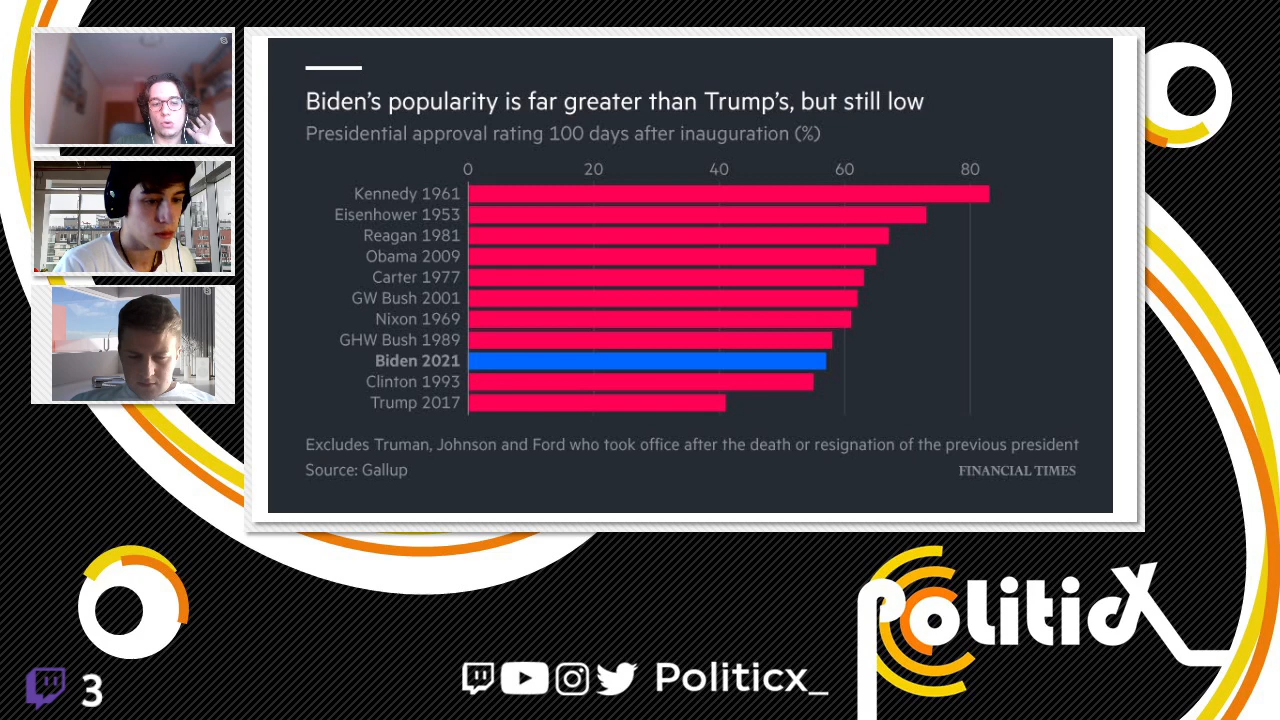 Biden's popularity is far greater than Trump's, but still low
Presidential approval rating 100 days after inauguration (%)
0 20 40 60 80
Kennedy 1961
Eisenhower 1953
Reagan 1981
Obama 2009
Carter 1977
GW Bush 2001
Nixon 1969
GHW Bush 1989
Biden 2021
Clinton 1993
Trump 2017
Excludes Truman, Johnson and Ford who took office after the death or resignation of the previous president
Source: Gallup
FINANCIAL TIMES
PoliticX
3
Politicx_